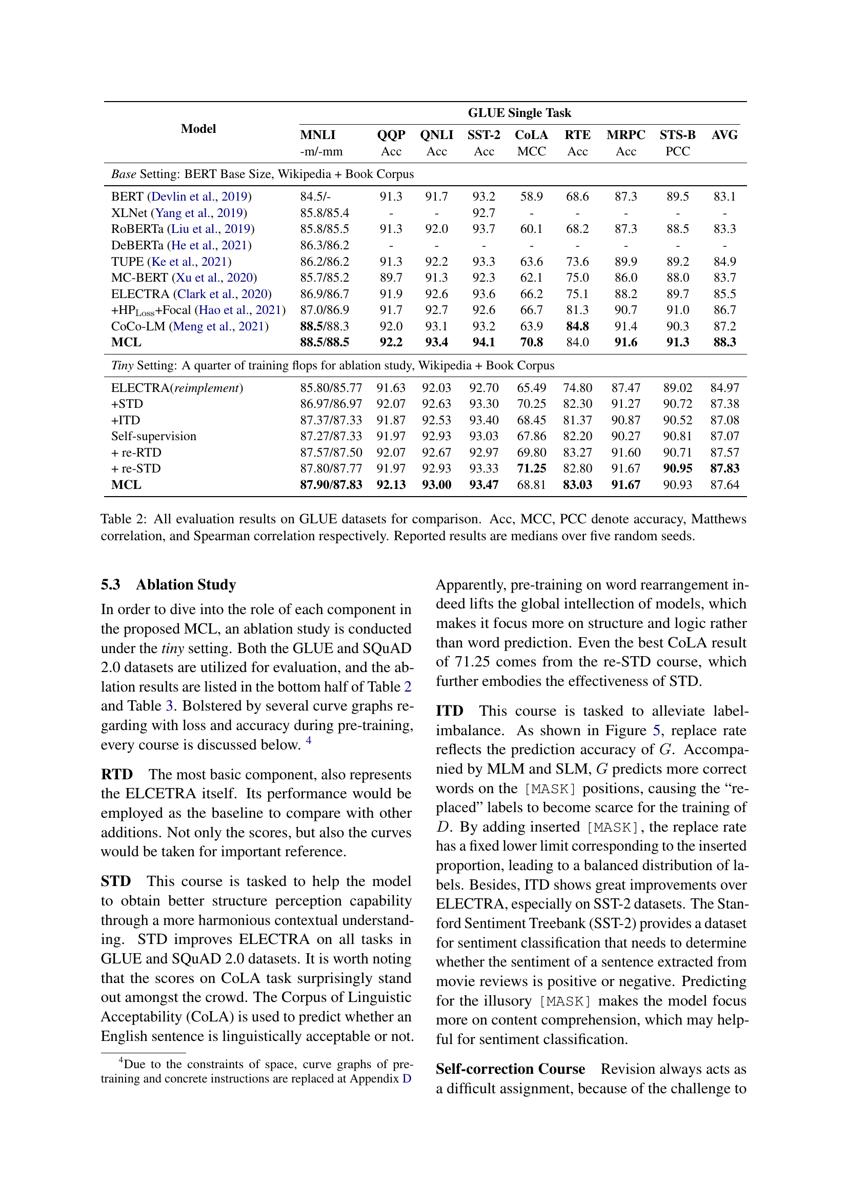 GLUE Single Task
Model
MNLI QQP QNLI SST-2 CoLA RTE MRPC STS-B AVG
-m/-mm Acc Acc Acc MCC Acc Acc PCC
Base Setting: BERT Base Size, Wikipedia + Book Corpus
BERT (Devlin et al., 2019) 84.5/- 91.3 91.7 93.2 58.9 68.6 87.3 89.5 83.1
XLNet (Yang et al., 2019) 85.8/85.4 - - 92.7 - - - - -
RoBERTa (Liu et al., 2019) 85.8/85.5 91.3 92.0 93.7 60.1 68.2 87.3 88.5 83.3
DeBERTa (He et al., 2021) 86.3/86.2 - - - - - - - -
TUPE (Ke et al., 2021) 86.2/86.2 91.3 92.2 93.3 63.6 73.6 89.9 89.2 84.9
MC-BERT (Xu et al., 2020) 85.7/85.2 89.7 91.3 92.3 62.1 75.0 86.0 88.0 83.7
ELECTRA (Clark et al., 2020) 86.9/86.7 91.9 92.6 93.6 66.2 75.1 88.2 89.7 85.5
+HPLoss+Focal (Hao et al., 2021) 87.0/86.9 91.7 92.7 92.6 66.7 81.3 90.7 91.0 86.7
CoCo-LM (Meng et al., 2021) 88.5/88.3 92.0 93.1 93.2 63.9 84.8 91.4 90.3 87.2
MCL 88.5/88.5 92.2 93.4 94.1 70.8 84.0 91.6 91.3 88.3
Tiny Setting: A quarter of training flops for ablation study, Wikipedia + Book Corpus
ELECTRA(reimplement) 85.80/85.77 91.63 92.03 92.70 65.49 74.80 87.47 89.02 84.97
+STD 86.97/86.97 92.07 92.63 93.30 70.25 82.30 91.27 90.72 87.38
+ITD 87.37/87.33 91.87 92.53 93.40 68.45 81.37 90.87 90.52 87.08
Self-supervision 87.27/87.33 91.97 92.93 93.03 67.86 82.20 90.27 90.81 87.07
+ re-RTD 87.57/87.50 92.07 92.67 92.97 69.80 83.27 91.60 90.71 87.57
+ re-STD 87.80/87.77 91.97 92.93 93.33 71.25 82.80 91.67 90.95 87.83
MCL 87.90/87.83 92.13 93.00 93.47 68.81 83.03 91.67 90.93 87.64
Table 2: All evaluation results on GLUE datasets for comparison. Acc, MCC, PCC denote accuracy, Matthews
correlation, and Spearman correlation respectively. Reported results are medians over five random seeds.
5.3 Ablation Study
In order to dive into the role of each component in
the proposed MCL, an ablation study is conducted
under the tiny setting. Both the GLUE and SQuAD
2.0 datasets are utilized for evaluation, and the ab-
lation results are listed in the bottom half of Table 2
and Table 3. Bolstered by several curve graphs re-
garding with loss and accuracy during pre-training,
every course is discussed below. 4
RTD The most basic component, also represents
the ELCETRA itself. Its performance would be
employed as the baseline to compare with other
additions. Not only the scores, but also the curves
would be taken for important reference.
STD This course is tasked to help the model
to obtain better structure perception capability
through a more harmonious contextual understand-
ing. STD improves ELECTRA on all tasks in
GLUE and SQuAD 2.0 datasets. It is worth noting
that the scores on CoLA task surprisingly stand
out amongst the crowd. The Corpus of Linguistic
Acceptability (CoLA) is used to predict whether an
English sentence is linguistically acceptable or not.
4Due to the constraints of space, curve graphs of pre-
training and concrete instructions are replaced at Appendix D
Apparently, pre-training on word rearrangement in-
deed lifts the global intellection of models, which
makes it focus more on structure and logic rather
than word prediction. Even the best CoLA result
of 71.25 comes from the re-STD course, which
further embodies the effectiveness of STD.
ITD This course is tasked to alleviate label-
imbalance. As shown in Figure 5, replace rate
reflects the prediction accuracy of G. Accompa-
nied by MLM and SLM, G predicts more correct
words on the [MASK] positions, causing the “re-
placed” labels to become scarce for the training of
D. By adding inserted [MASK], the replace rate
has a fixed lower limit corresponding to the inserted
proportion, leading to a balanced distribution of la-
bels. Besides, ITD shows great improvements over
ELECTRA, especially on SST-2 datasets. The Stan-
ford Sentiment Treebank (SST-2) provides a dataset
for sentiment classification that needs to determine
whether the sentiment of a sentence extracted from
movie reviews is positive or negative. Predicting
for the illusory [MASK] makes the model focus
more on content comprehension, which may help-
ful for sentiment classification.
Self-correction Course Revision always acts as
a difficult assignment, because of the challenge to